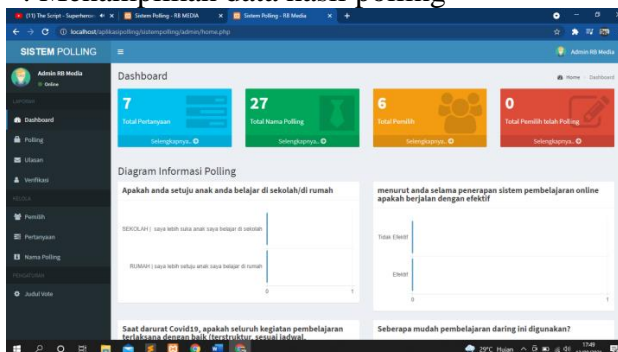 Menampilkan data hasil polling
(11) The Script - Superheroe
Sistem Polling - RB MEDIA
Sistem Polling - RB Media
localhost/aplikasipolling/sistempolling/admin/home.php
SISTEM POLLING
Admin RB Media
Admin RB Media
Online
Dashboard
Home
Dashboard
LAPORAN
Dashboard
Polling
Ulasan
Verifikasi
KELOLA
Pemilih
Pertanyaan
Nama Polling
PENGATURAN
Jadwal Vote
7
Total Pertanyaan
Selengkapnya..
27
Total Nama Polling
Selengkapnya..
6
Total Pemilih
Selengkapnya..
0
Total Pemilih telah Polling
Selengkapnya..
Diagram Informasi Polling
Apakah anda setuju anak anda belajar di sekolah/di rumah
SEKOLAH | saya lebih suka anak saya belajar di sekolah
RUMAH | saya lebih setuju anak saya belajar di rumah
0
1
menurut anda selama penerapan sistem pembelajaran online
apakah berjalan dengan efektif
Tidak Efektif
Efektif
0
1
Saat darurat Covid19, apakah seluruh kegiatan pembelajaran
terlaksana dengan baik (terstruktur, sesuai jadwal,
Seberapa mudah pembelajaran daring ini digunakan?
29°C Hujan
17:49